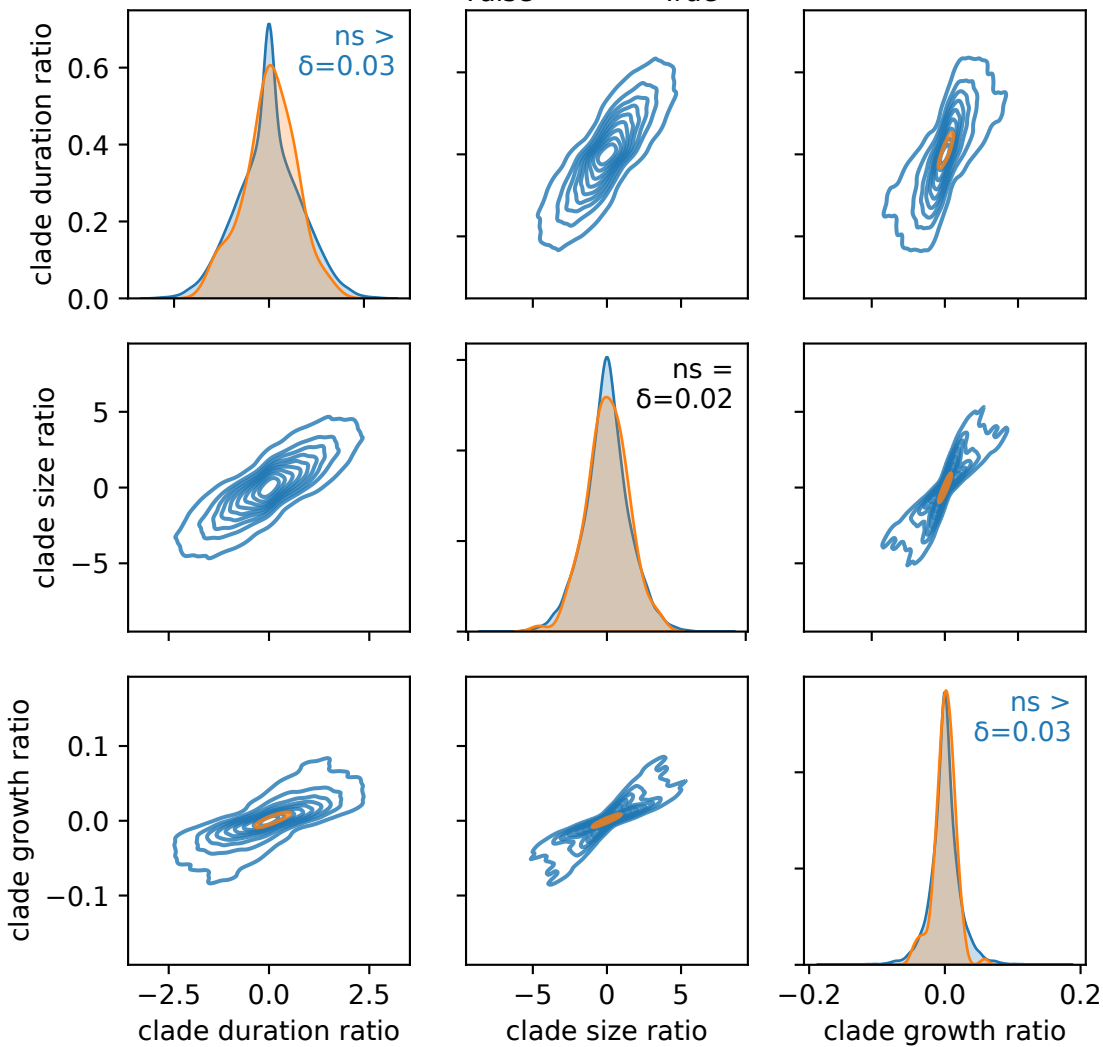 clade duration ratio
0.6
0.4
0.2
0.0
ns >
δ=0.03
clade size ratio
5
0
−5
−5 0 5
ns =
δ=0.02
clade growth ratio
0.1
0.0
−0.1
ns >
δ=0.03
−2.5 0.0 2.5
−5 0 5
−0.2 0.0 0.2
clade duration ratio
clade size ratio
clade growth ratio